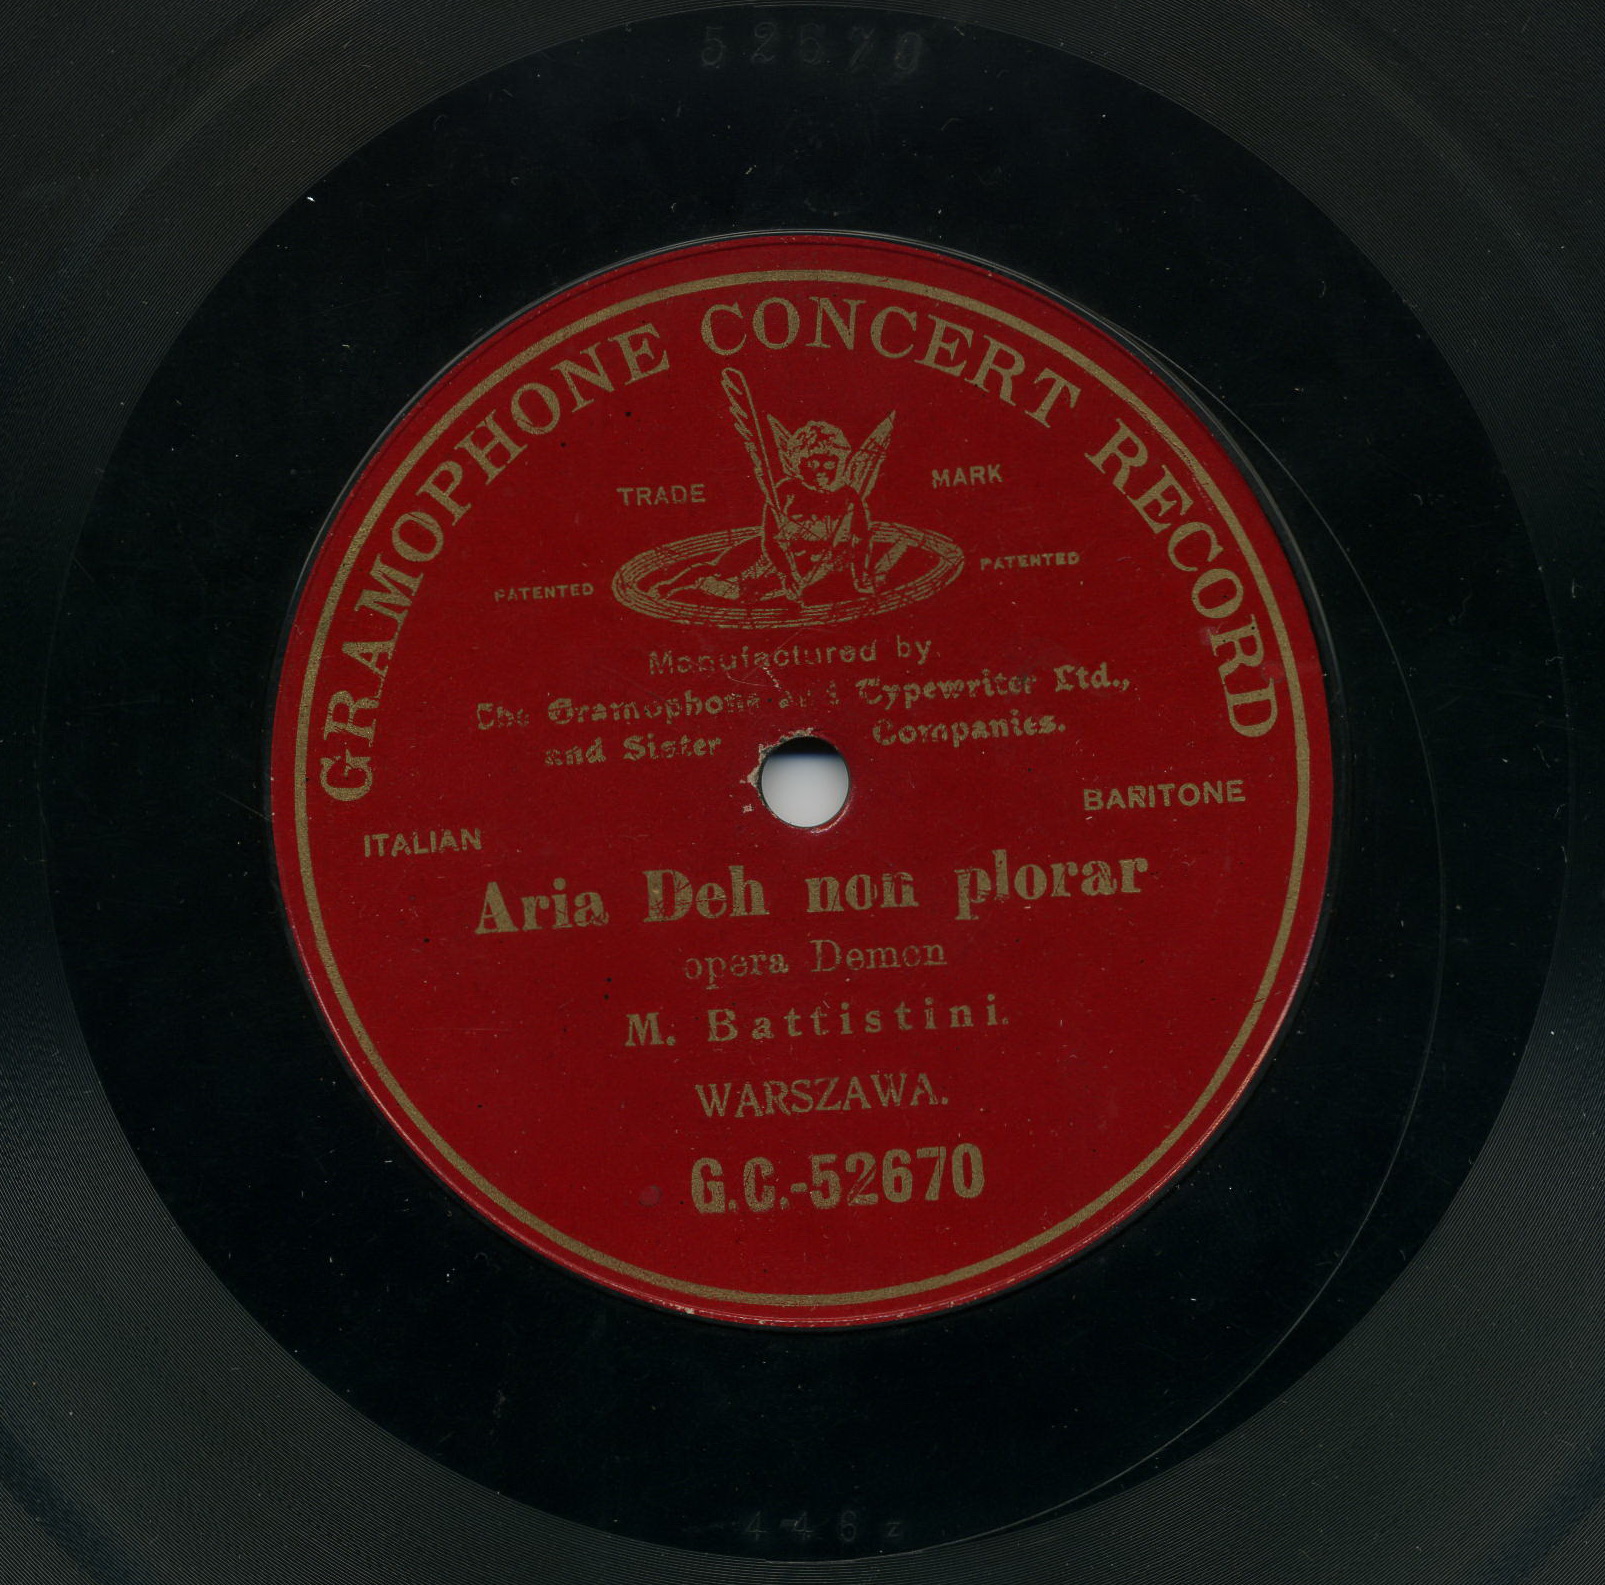 52670
GRAMOPHONE CONCERT RECORD
TRADE MARK
PATENTED PATENTED
Manufactured by
The Gramophone and Typewriter Ltd.,
and Sister Companies.
ITALIAN BARITONE
Aria Deh non plorar
opera Demon
M. Battistini.
WARSZAWA.
G.C.-52670
446z